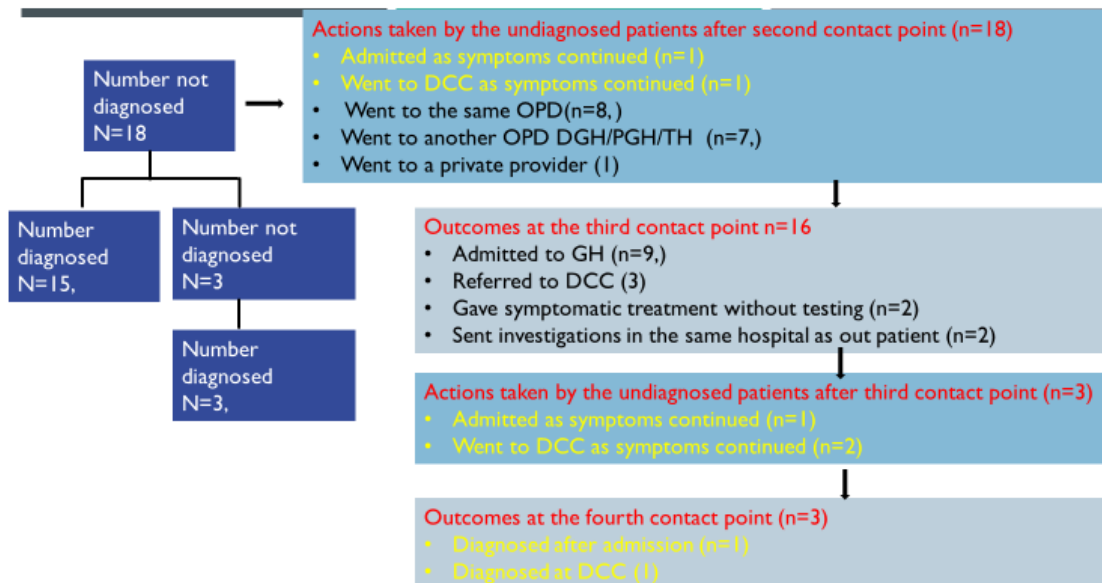 Actions taken by the undiagnosed patients after second contact point (n=18)
• Admitted as symptoms continued (n=1)
• Went to DCC as symptoms continued (n=1)
• Went to the same OPD(n=8,)
• Went to another OPD DGH/PGH/TH (n=7,)
• Went to a private provider (1)
Number not
diagnosed
N=18
Number
diagnosed
N=15,
Number not
diagnosed
N=3
Number
diagnosed
N=3,
Outcomes at the third contact point n=16
• Admitted to GH (n=9,)
• Referred to DCC (3)
• Gave symptomatic treatment without testing (n=2)
• Sent investigations in the same hospital as out patient (n=2)
Actions taken by the undiagnosed patients after third contact point (n=3)
• Admitted as symptoms continued (n=1)
• Went to DCC as symptoms continued (n=2)
Outcomes at the fourth contact point (n=3)
• Diagnosed after admission (n=1)
• Diagnosed at DCC (1)